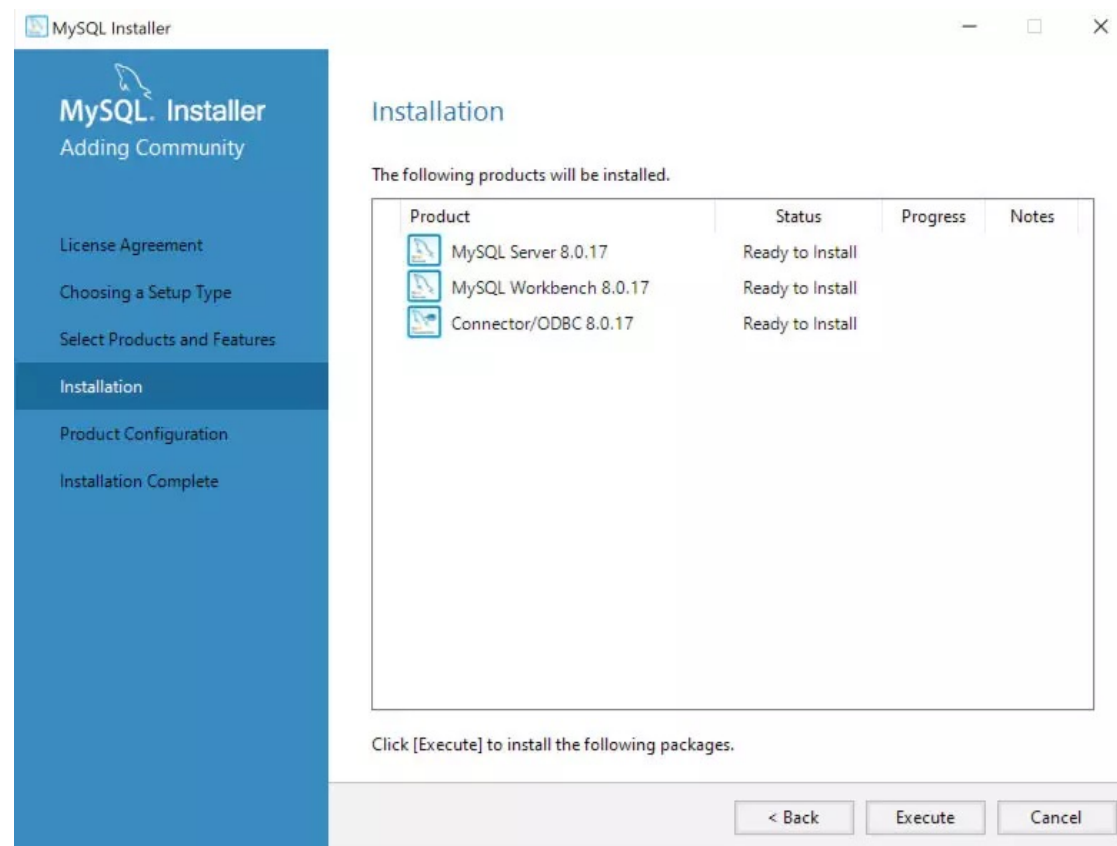 MySQL Installer
MySQL. Installer
Adding Community
License Agreement
Choosing a Setup Type
Select Products and Features
Installation
Product Configuration
Installation Complete
Installation
The following products will be installed.
Product Status Progress Notes
MySQL Server 8.0.17 Ready to Install
MySQL Workbench 8.0.17 Ready to Install
Connector/ODBC 8.0.17 Ready to Install
Click [Execute] to install the following packages.
< Back Execute Cancel